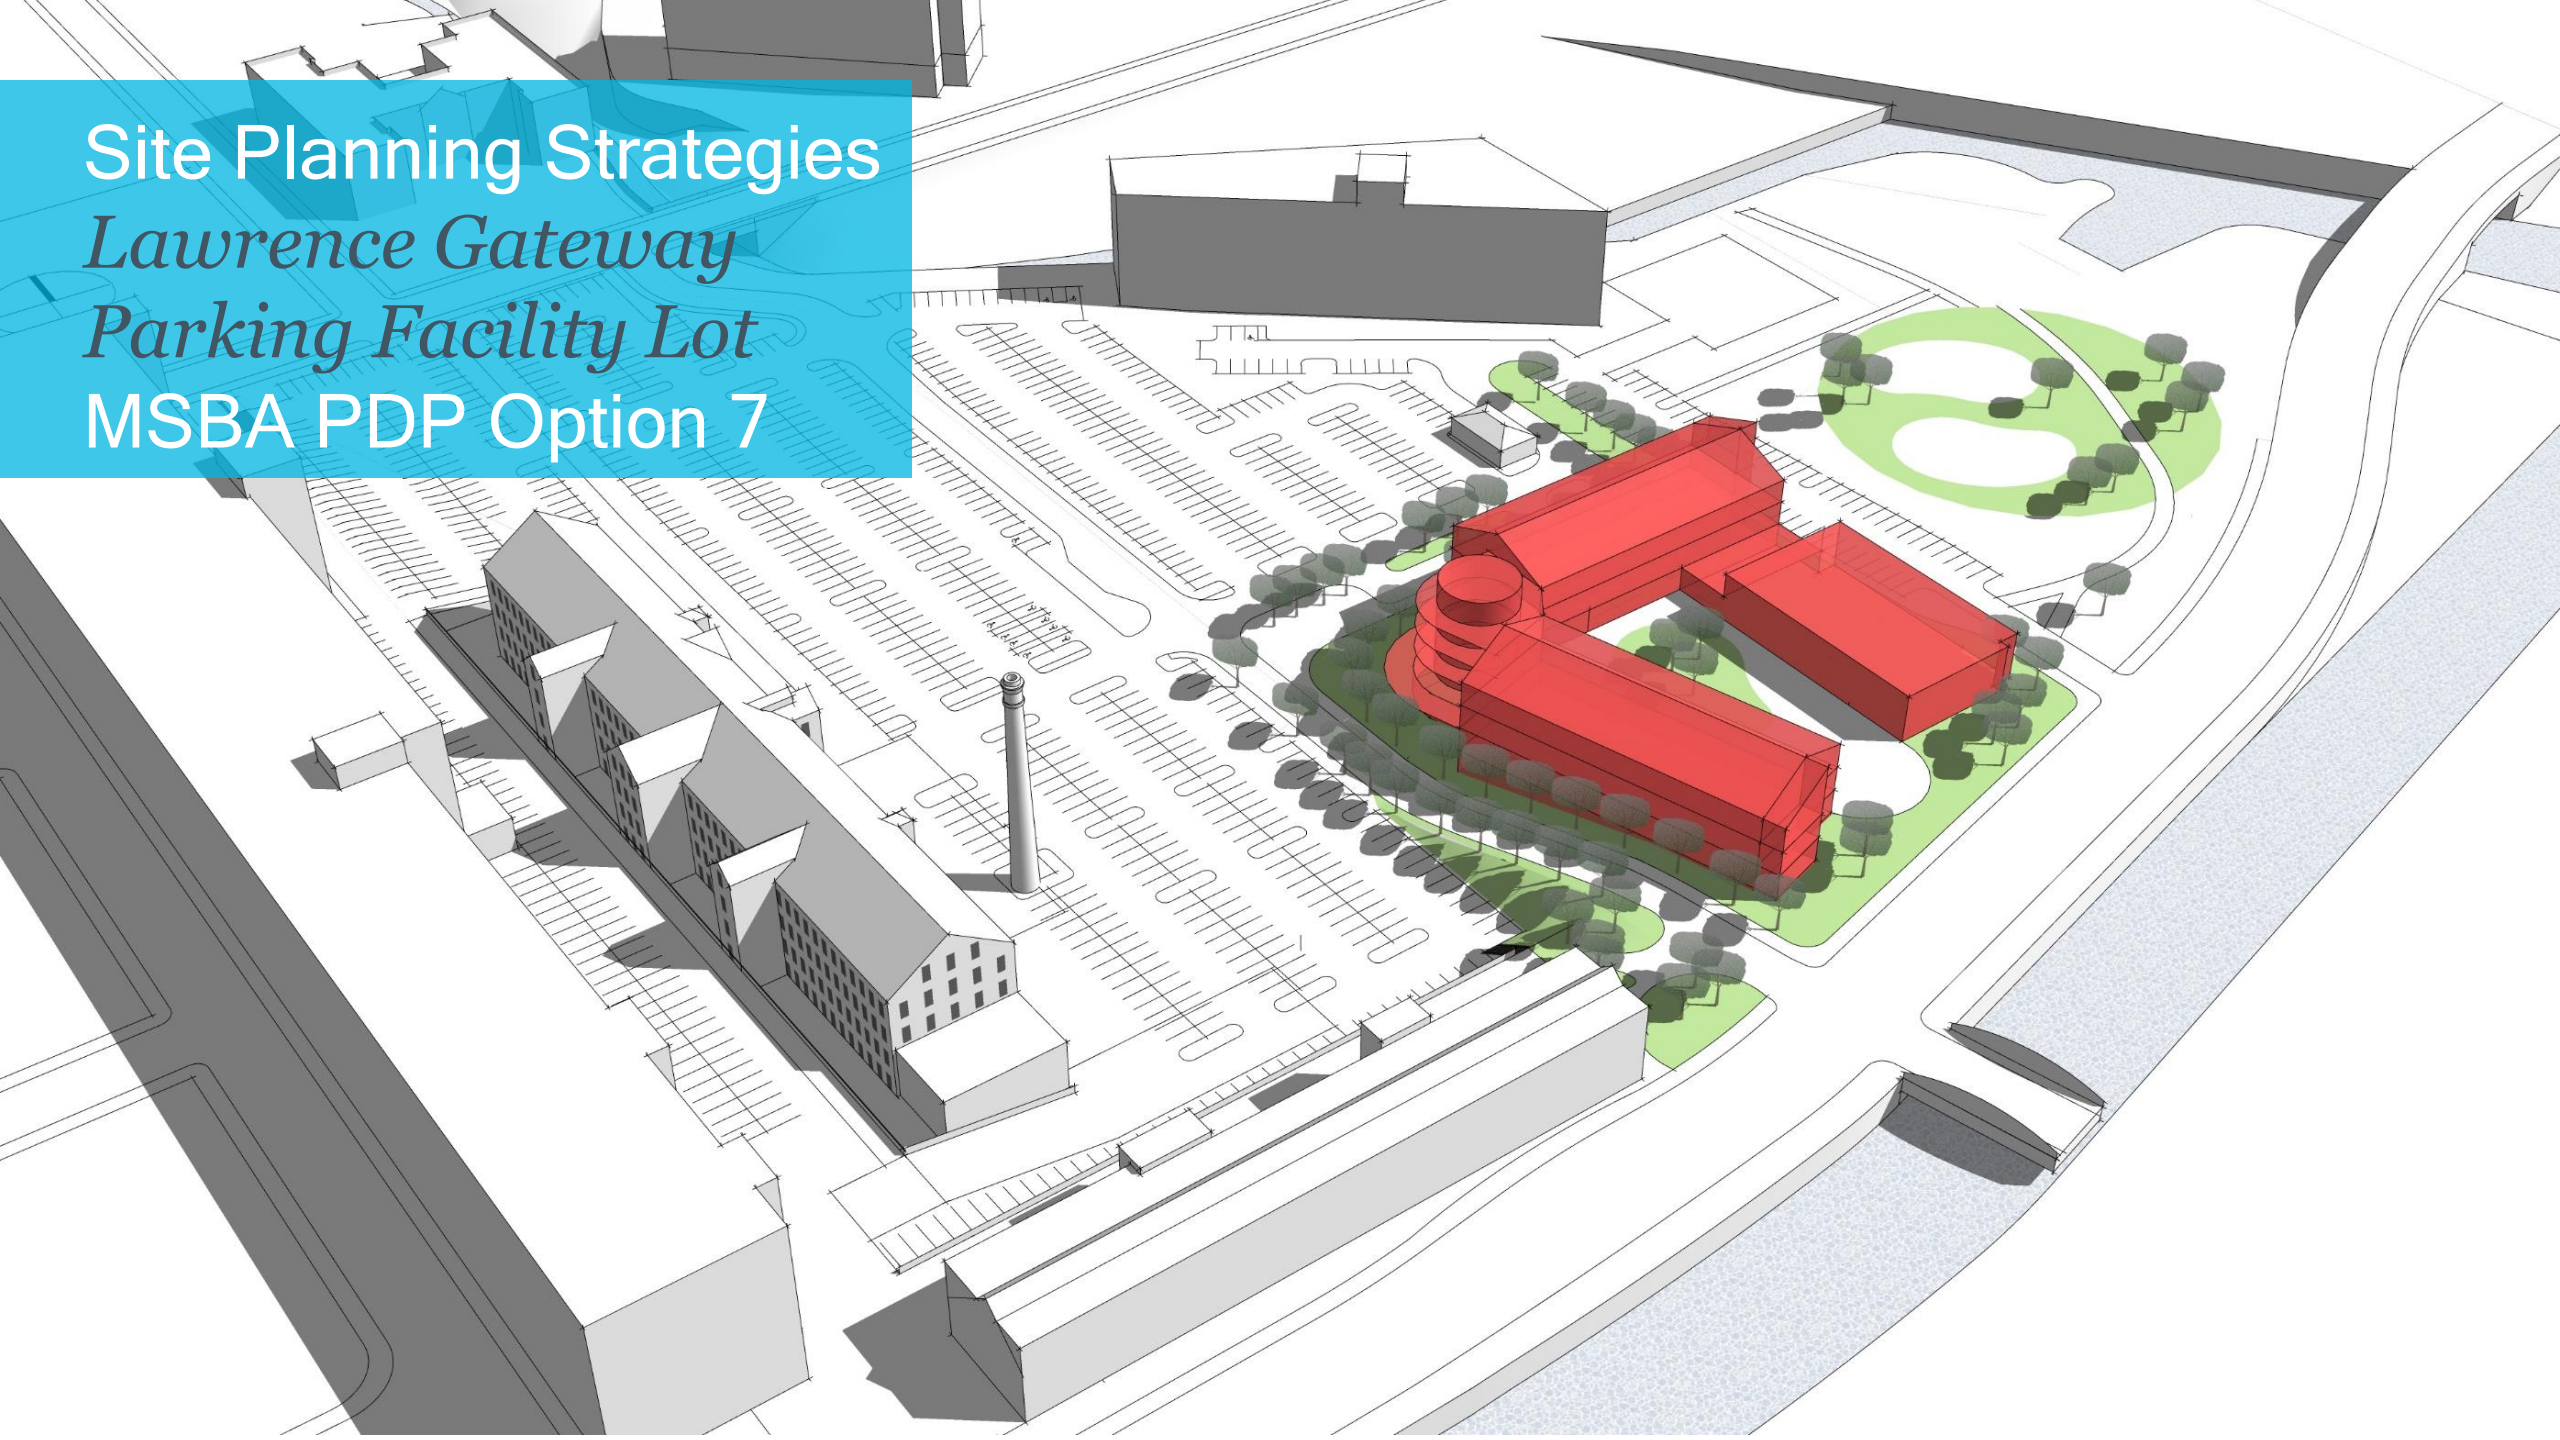 Site Planning Strategies
Lawrence Gateway
Parking Facility Lot
MSBA PDP Option 7